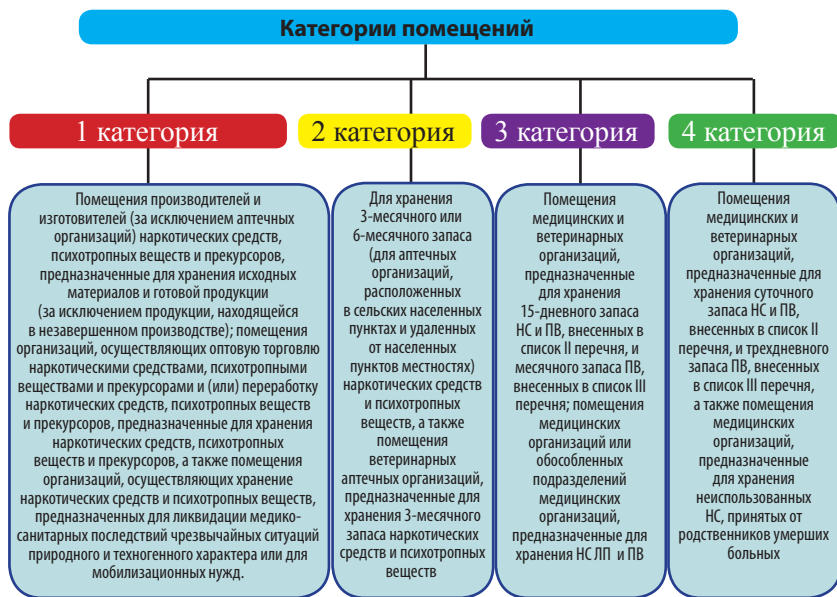 Категории помещений
1 категория
2 категория
3 категория
4 категория
Помещения производителей и
изготовителей (за исключением аптечных
организаций) наркотических средств,
психотропных веществ и прекурсоров,
предназначенные для хранения исходных
материалов и готовой продукции
(за исключением продукции, находящейся
в незавершенном производстве); помещения
организаций, осуществляющих оптовую торговлю
наркотическими средствами, психотропными
веществами и прекурсорами и (или) переработку
наркотических средств, психотропных веществ
и прекурсоров, предназначенные для хранения
наркотических средств, психотропных
веществ и прекурсоров, а также помещения
организаций, осуществляющих хранение
наркотических средств и психотропных веществ,
предназначенных для ликвидации медико-
санитарных последствий чрезвычайных ситуаций
природного и техногенного характера или для
мобилизационных нужд.
Для хранения
3-месячного или
6-месячного запаса
(для аптечных
организаций,
расположенных
в сельских населенных
пунктах и удаленных
от населенных
пунктов местностях)
наркотических средств
и психотропных
веществ, а также
помещения
ветеринарных
аптечных организаций,
предназначенные для
хранения 3-месячного
запаса наркотических
средств и психотропных
веществ
Помещения
медицинских и
ветеринарных
организаций,
предназначенные
для хранения
15-дневного запаса
НС и ПВ, внесенных в
список II перечня, и
месячного запаса ПВ,
внесенных в список III
перечня; помещения
медицинских
организаций или
обособленных
подразделений
медицинских
организаций,
предназначенные для
хранения НС ЛП и ПВ
Помещения
медицинских и
ветеринарных
организаций,
предназначенные для
хранения суточного
запаса НС и ПВ,
внесенных в список II
перечня, и трехдневного
запаса ПВ, внесенных
в список III перечня,
а также помещения
медицинских
организаций,
предназначенные
для хранения
неиспользованных
НС, принятых от
родственников умерших
больных